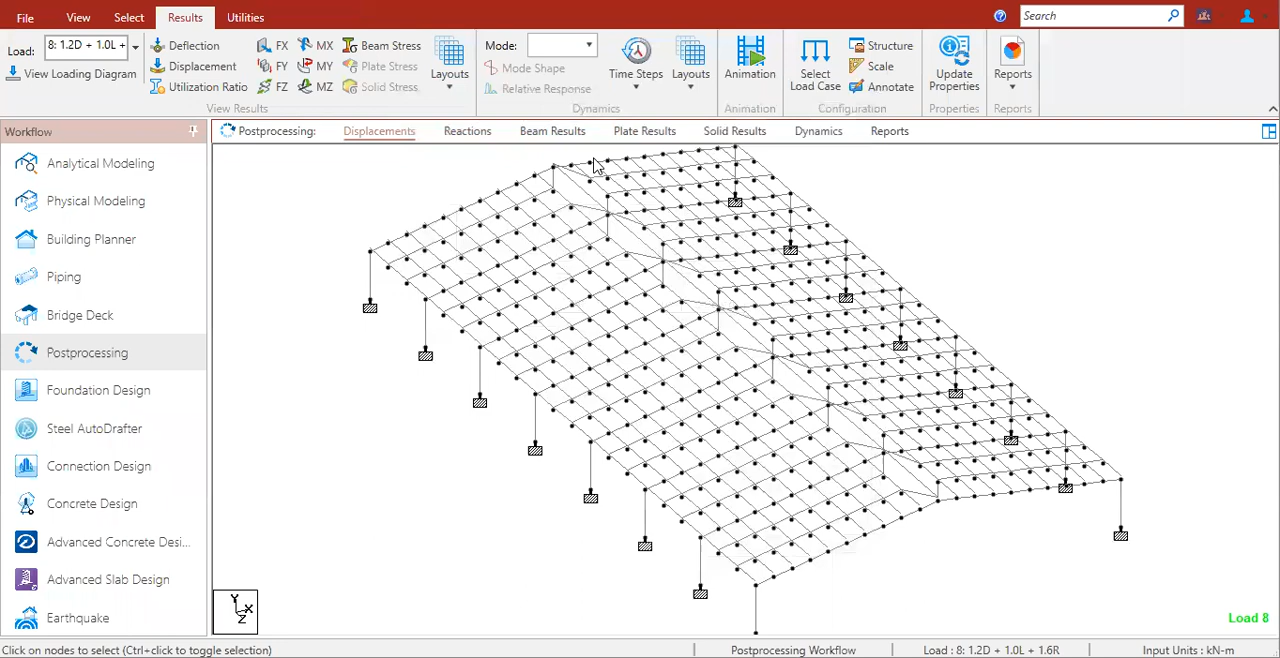 File View Select Results Utilities Search
Load: 8: 1.2D + 1.0L +
View Loading Diagram
Deflection
Displacement
Utilization Ratio
FX MX Beam Stress
FY MY Plate Stress
FZ MZ Solid Stress
Layouts
View Results
Mode:
Mode Shape
Relative Response
Time Steps
Layouts
Dynamics
Animation
Animation
Select
Load Case
Structure
Scale
Annotate
Configuration
Update
Properties
Properties
Reports
Reports
Workflow
Postprocessing: Displacements Reactions Beam Results Plate Results Solid Results Dynamics Reports
Analytical Modeling
Physical Modeling
Building Planner
Piping
Bridge Deck
Postprocessing
Foundation Design
Steel AutoDrafter
Connection Design
Concrete Design
Advanced Concrete Desi...
Advanced Slab Design
Earthquake
Y
X
Z
Load 8
Click on nodes to select (Ctrl+click to toggle selection) Postprocessing Workflow Load : 8: 1.2D + 1.0L + 1.6R Input Units : kN-m